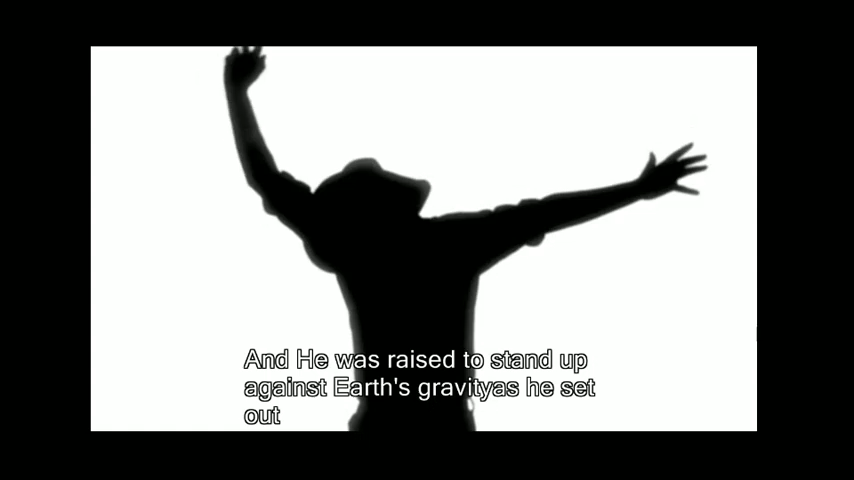 And He was raised to stand up
against Earth's gravityas he set
out